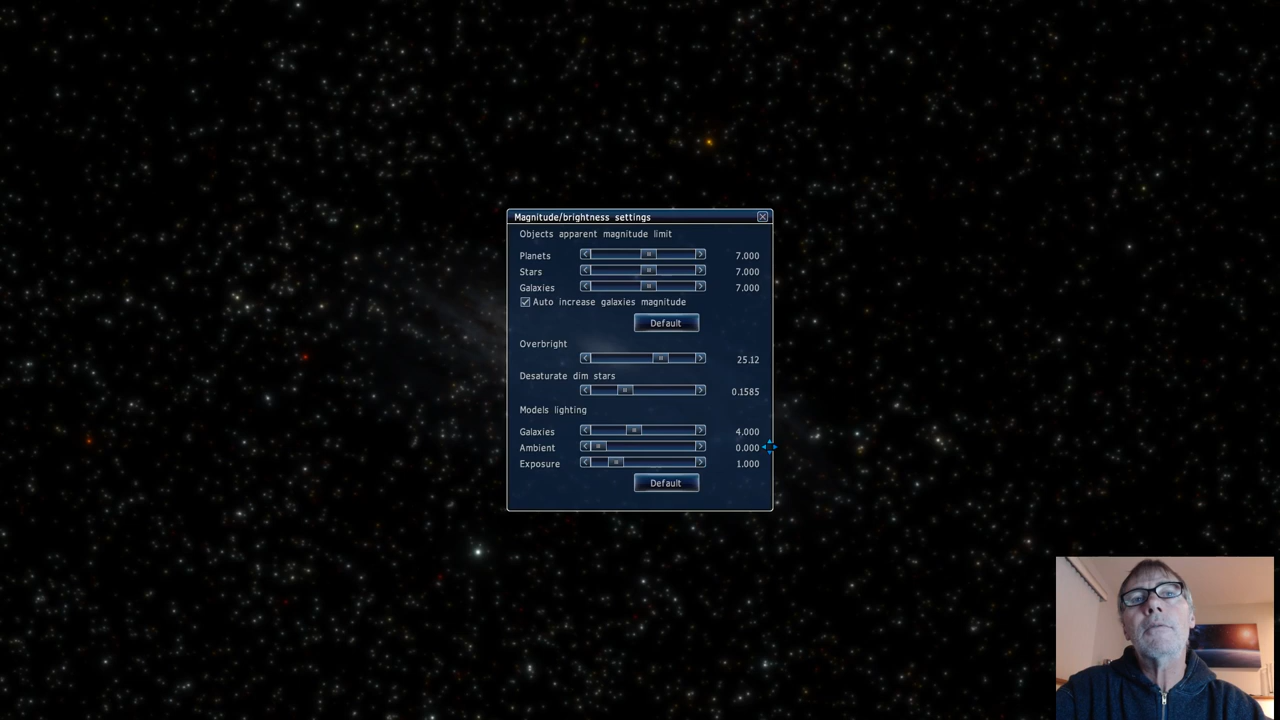 Magnitude/brightness settings
Objects apparent magnitude limit
Planets 7.000
Stars 7.000
Galaxies 7.000
Auto increase galaxies magnitude
Default
Overbright
25.12
Desaturate dim stars
0.1585
Models lighting
Galaxies 4.000
Ambient 0.000
Exposure 1.000
Default